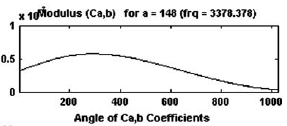 x 10
Modulus (Ca,b) for a = 148 (frq = 3378.378)
1
0.5
0
200 400 600 800 1000
Angle of Ca,b Coefficients